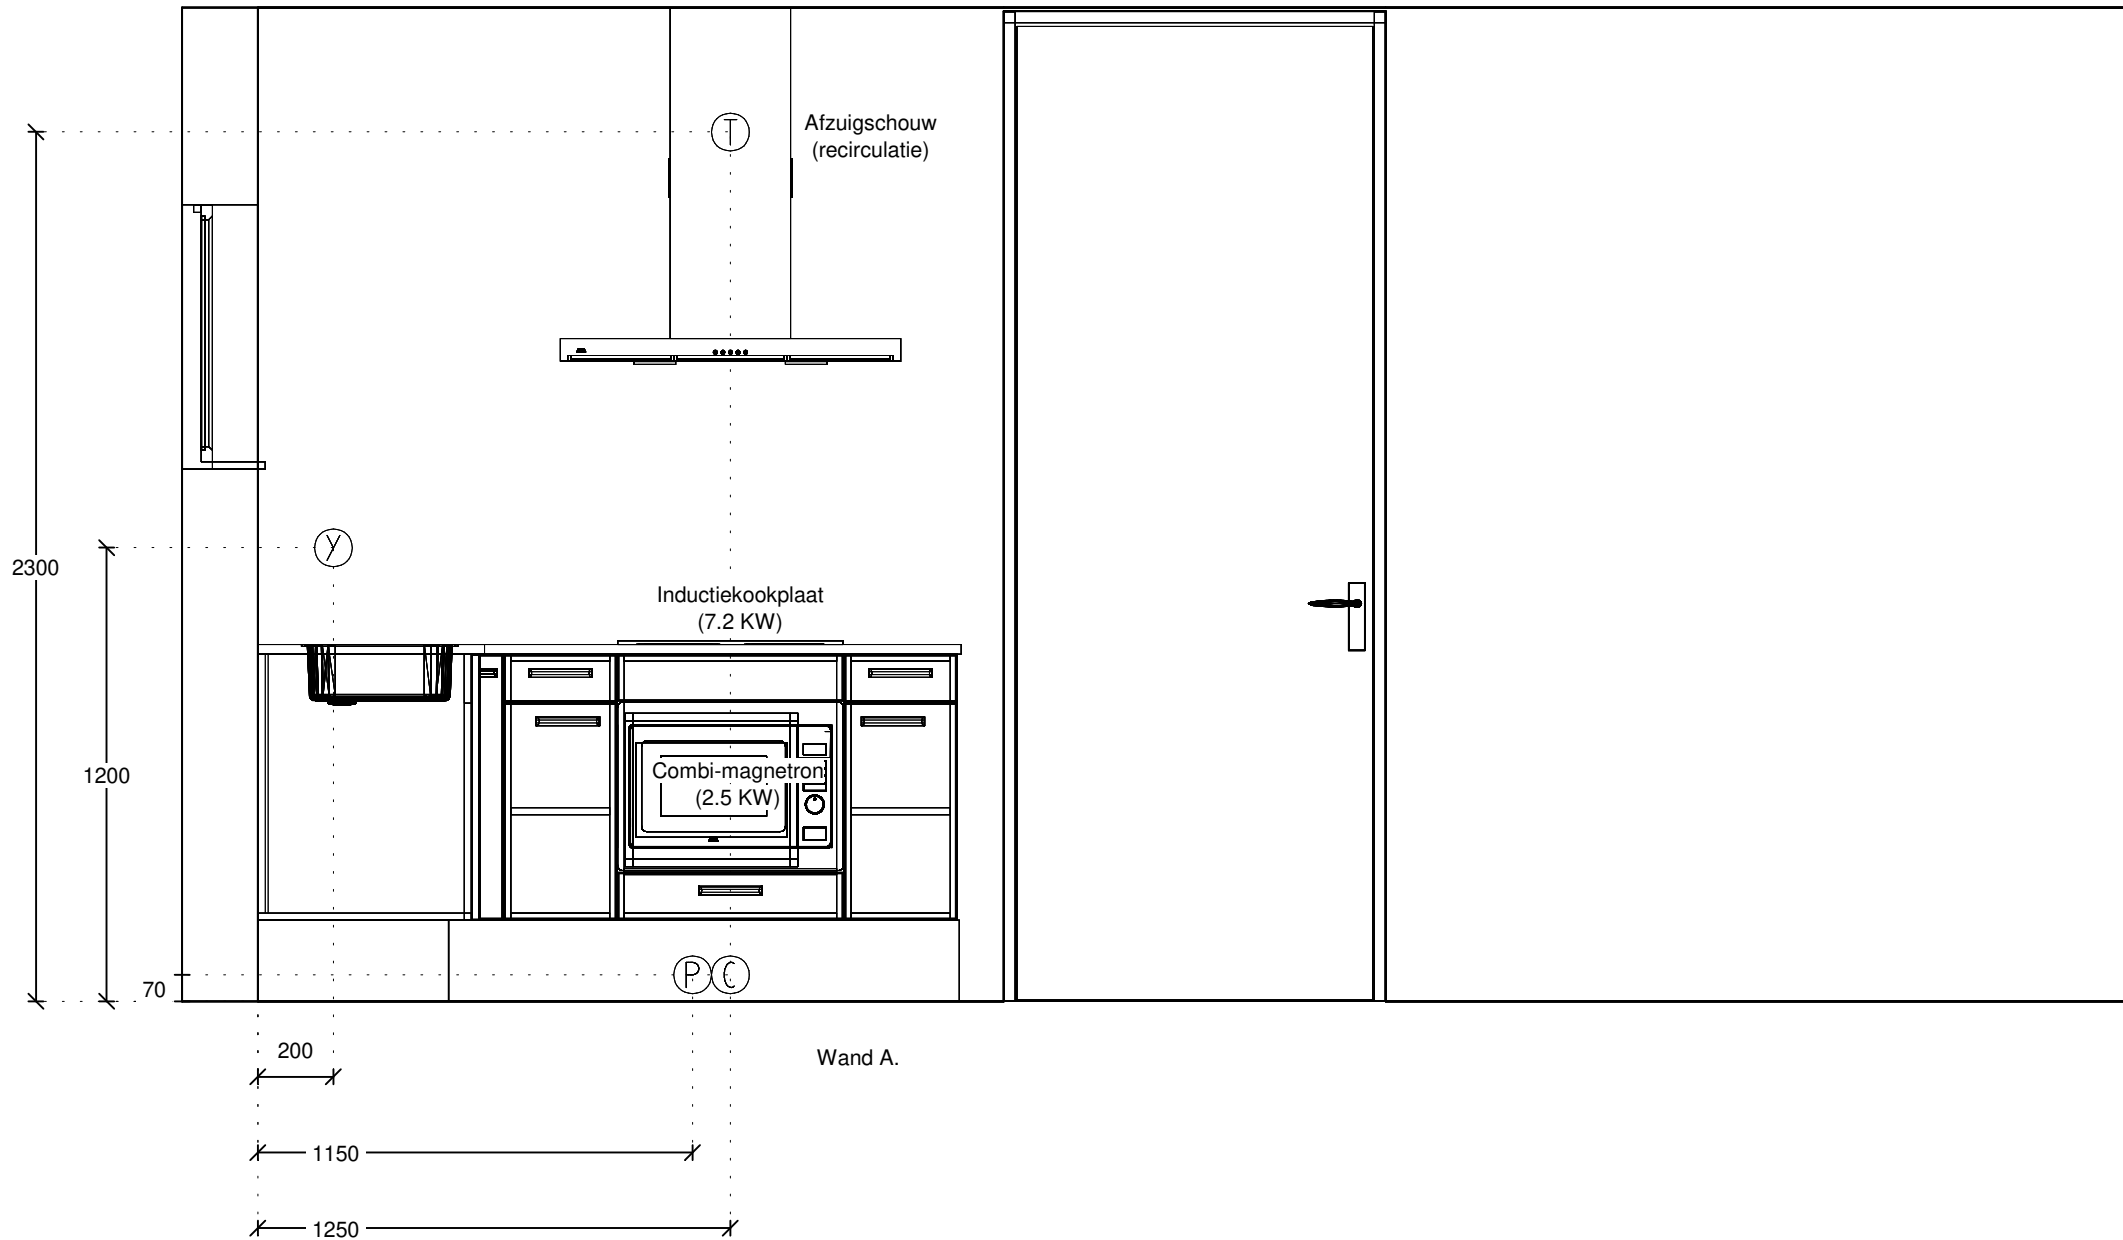 T
Afzuigschouw
(recirculatie)
y
2300
Inductiekookplaat
(7.2 KW)
1200
Combi-magnetron
(2.5 KW)
P
C
70
200
Wand A.
1150
1250